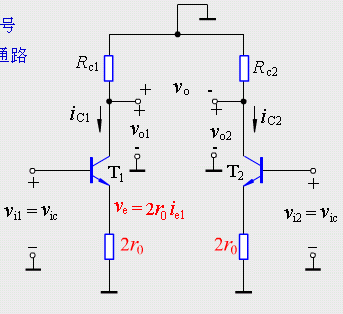 号
通路
Rc1
Rc2
+ vo -
iC1
+
+
iC2
vo1
vo2
-
-
T1
T2
+
+
vi1 = vic
ve = 2r0 ie1
vi2 = vic
2r0
2r0
-
-